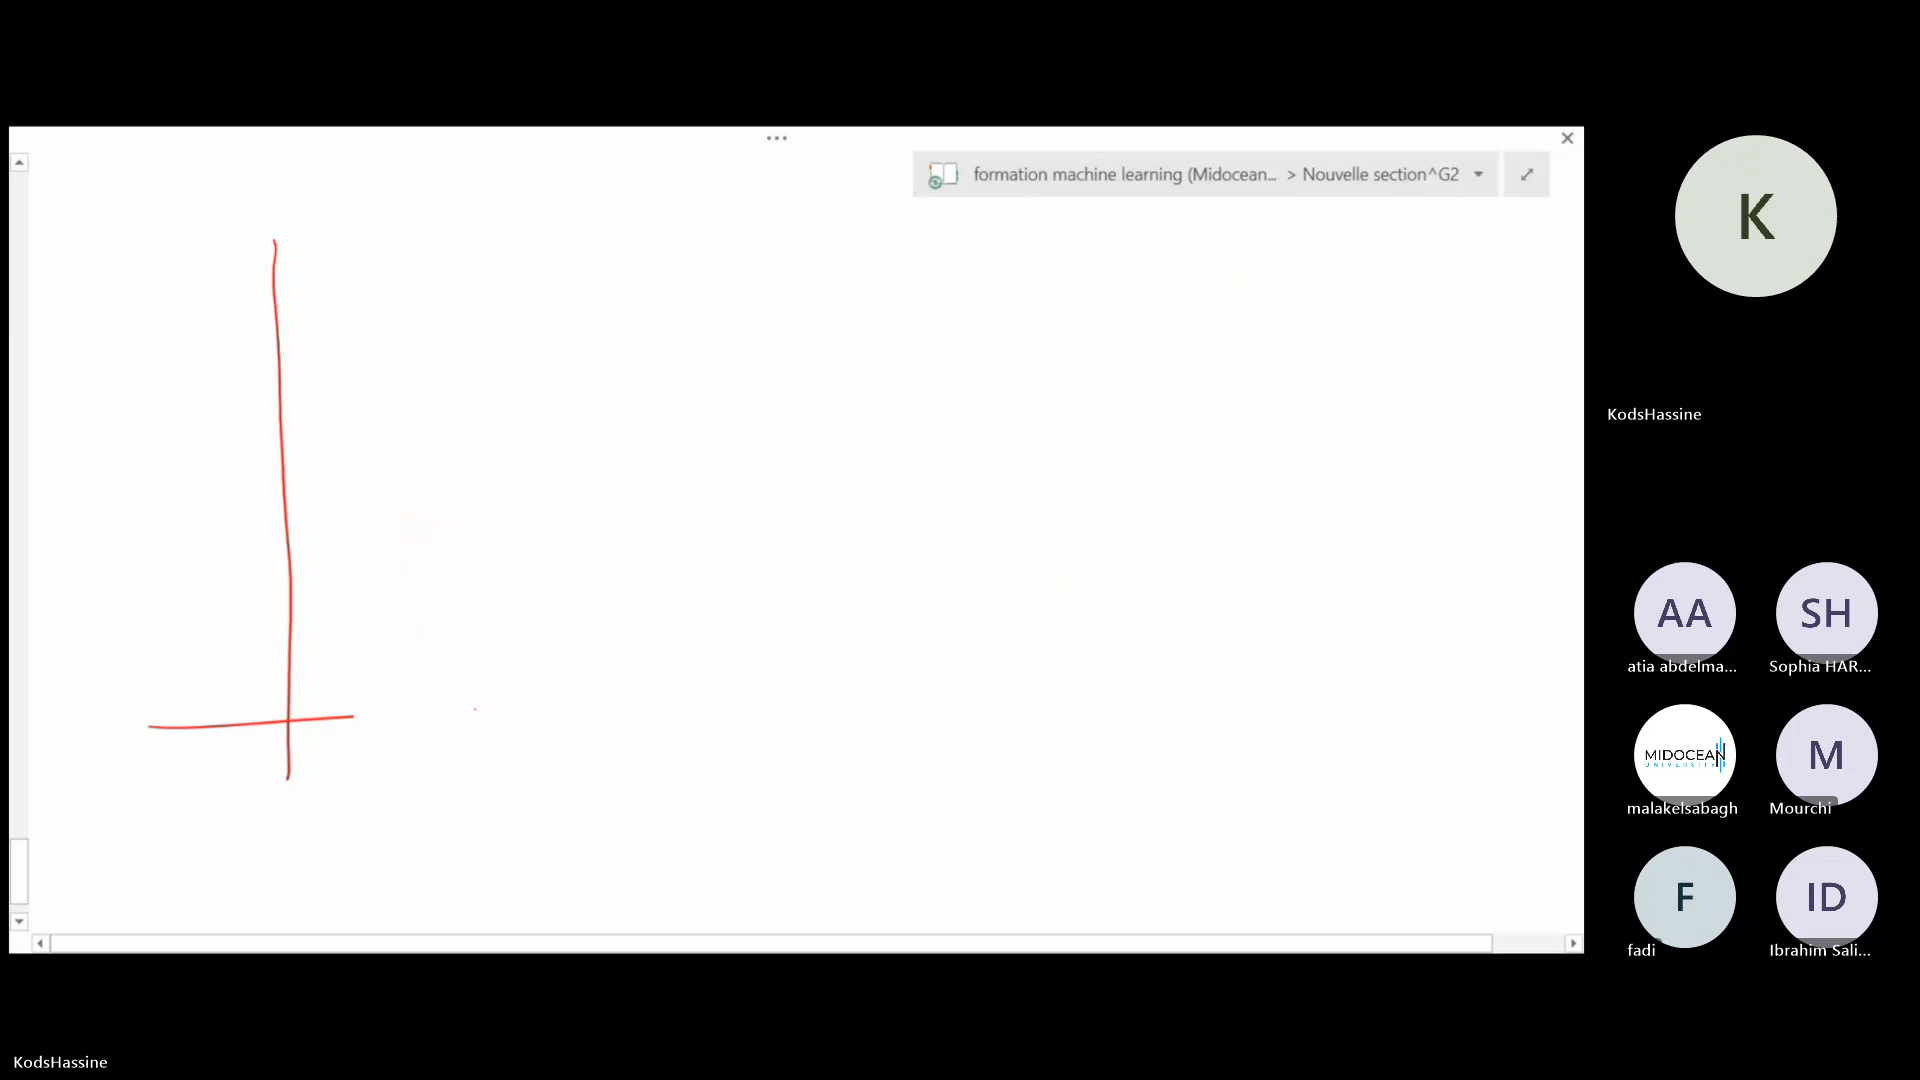 formation machine learning (Midocean... > Nouvelle section^G2
K
KodsHassine
AA
SH
atia abdelma...
Sophia HAR...
MIDOCEAN
UNIVERSITY
M
malakelsabagh
Mourchi
F
ID
fadi
Ibrahim Sali...
KodsHassine